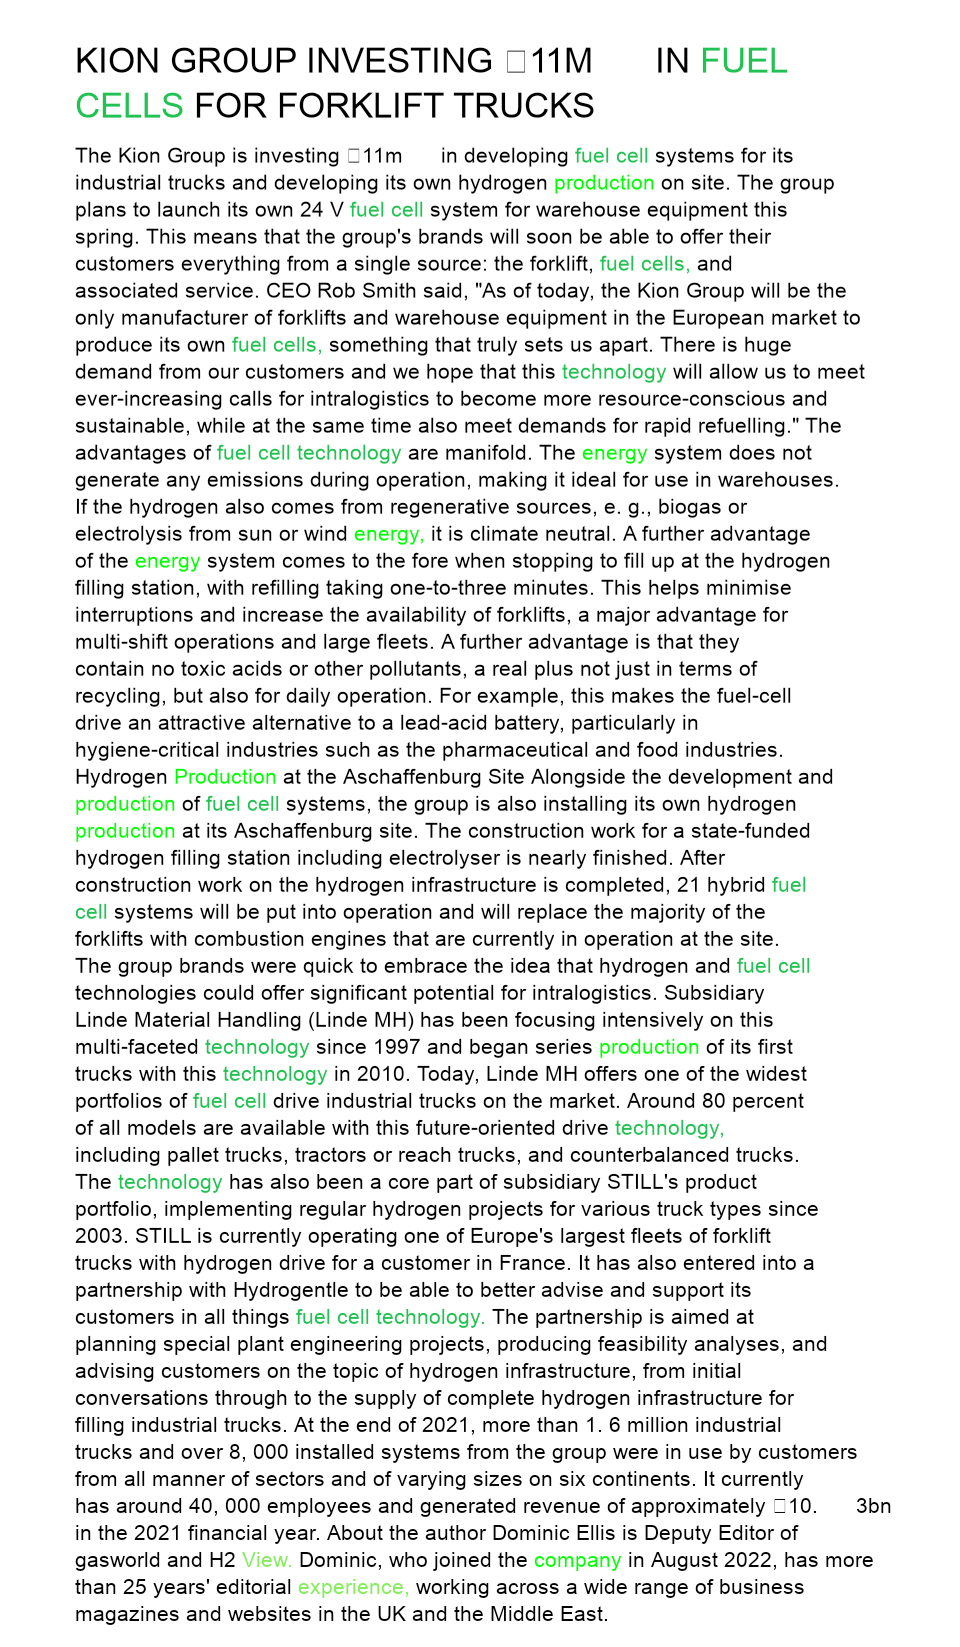 KION GROUP INVESTING □11M IN FUEL
CELLS FOR FORKLIFT TRUCKS
The Kion Group is investing □11m in developing fuel cell systems for its
industrial trucks and developing its own hydrogen production on site. The group
plans to launch its own 24 V fuel cell system for warehouse equipment this
spring. This means that the group's brands will soon be able to offer their
customers everything from a single source: the forklift, fuel cells, and
associated service. CEO Rob Smith said, "As of today, the Kion Group will be the
only manufacturer of forklifts and warehouse equipment in the European market to
produce its own fuel cells, something that truly sets us apart. There is huge
demand from our customers and we hope that this technology will allow us to meet
ever-increasing calls for intralogistics to become more resource-conscious and
sustainable, while at the same time also meet demands for rapid refuelling." The
advantages of fuel cell technology are manifold. The energy system does not
generate any emissions during operation, making it ideal for use in warehouses.
If the hydrogen also comes from regenerative sources, e. g., biogas or
electrolysis from sun or wind energy, it is climate neutral. A further advantage
of the energy system comes to the fore when stopping to fill up at the hydrogen
filling station, with refilling taking one-to-three minutes. This helps minimise
interruptions and increase the availability of forklifts, a major advantage for
multi-shift operations and large fleets. A further advantage is that they
contain no toxic acids or other pollutants, a real plus not just in terms of
recycling, but also for daily operation. For example, this makes the fuel-cell
drive an attractive alternative to a lead-acid battery, particularly in
hygiene-critical industries such as the pharmaceutical and food industries.
Hydrogen Production at the Aschaffenburg Site Alongside the development and
production of fuel cell systems, the group is also installing its own hydrogen
production at its Aschaffenburg site. The construction work for a state-funded
hydrogen filling station including electrolyser is nearly finished. After
construction work on the hydrogen infrastructure is completed, 21 hybrid fuel
cell systems will be put into operation and will replace the majority of the
forklifts with combustion engines that are currently in operation at the site.
The group brands were quick to embrace the idea that hydrogen and fuel cell
technologies could offer significant potential for intralogistics. Subsidiary
Linde Material Handling (Linde MH) has been focusing intensively on this
multi-faceted technology since 1997 and began series production of its first
trucks with this technology in 2010. Today, Linde MH offers one of the widest
portfolios of fuel cell drive industrial trucks on the market. Around 80 percent
of all models are available with this future-oriented drive technology,
including pallet trucks, tractors or reach trucks, and counterbalanced trucks.
The technology has also been a core part of subsidiary STILL's product
portfolio, implementing regular hydrogen projects for various truck types since
2003. STILL is currently operating one of Europe's largest fleets of forklift
trucks with hydrogen drive for a customer in France. It has also entered into a
partnership with Hydrogentle to be able to better advise and support its
customers in all things fuel cell technology. The partnership is aimed at
planning special plant engineering projects, producing feasibility analyses, and
advising customers on the topic of hydrogen infrastructure, from initial
conversations through to the supply of complete hydrogen infrastructure for
filling industrial trucks. At the end of 2021, more than 1. 6 million industrial
trucks and over 8, 000 installed systems from the group were in use by customers
from all manner of sectors and of varying sizes on six continents. It currently
has around 40, 000 employees and generated revenue of approximately □10. 3bn
in the 2021 financial year. About the author Dominic Ellis is Deputy Editor of
gasworld and H2 View. Dominic, who joined the company in August 2022, has more
than 25 years' editorial experience, working across a wide range of business
magazines and websites in the UK and the Middle East.